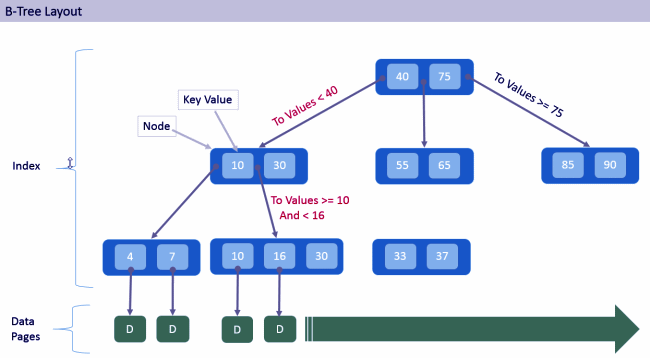 B-Tree Layout
40 75
To Values < 40
To Values >= 75
Key Value
Node
Index
10 30
55 65
85 90
To Values >= 10
And < 16
4 7
10 16 30
33 37
Data
Pages
D D D D